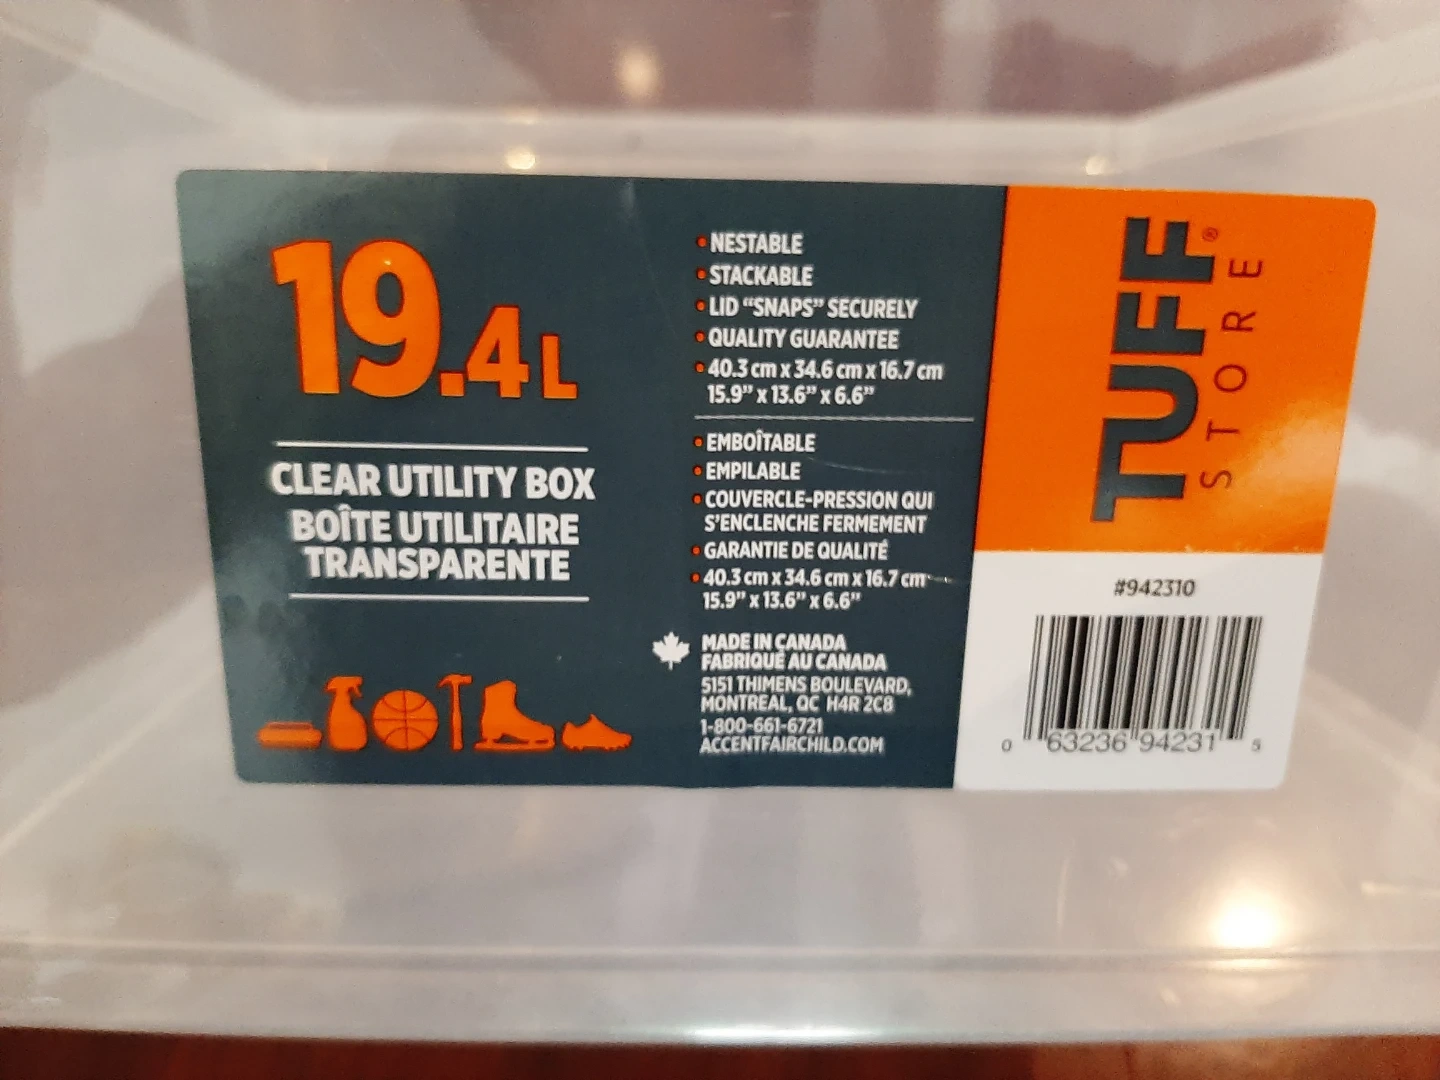 19.4L
CLEAR UTILITY BOX
BOÎTE UTILITAIRE
TRANSPARENTE
• NESTABLE
• STACKABLE
• LID “SNAPS” SECURELY
• QUALITY GUARANTEE
• 40.3 cm x 34.6 cm x 16.7 cm
15.9” x 13.6” x 6.6”
• EMBOÎTABLE
• EMPILABLE
• COUVERCLE-PRESSION QUI
S’ENCLENCHE FERMEMENT
• GARANTIE DE QUALITÉ
• 40.3 cm x 34.6 cm x 16.7 cm
15.9” x 13.6” x 6.6”
MADE IN CANADA
FABRIQUÉ AU CANADA
5151 THIMENS BOULEVARD,
MONTREAL, QC H4R 2C8
1-800-661-6721
ACCENTFAIRCHILD.COM
TUFF®
STORE
#942310
0 63236 94231 5